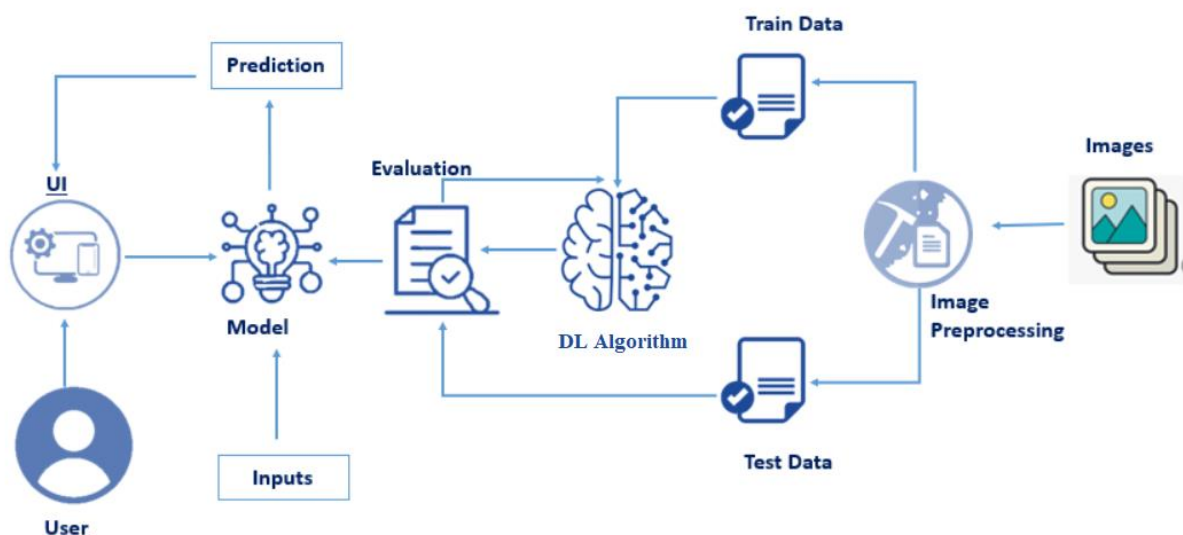 Train Data
Prediction
Images
Evaluation
UI
Image
Preprocessing
Model
DL Algorithm
Test Data
Inputs
User